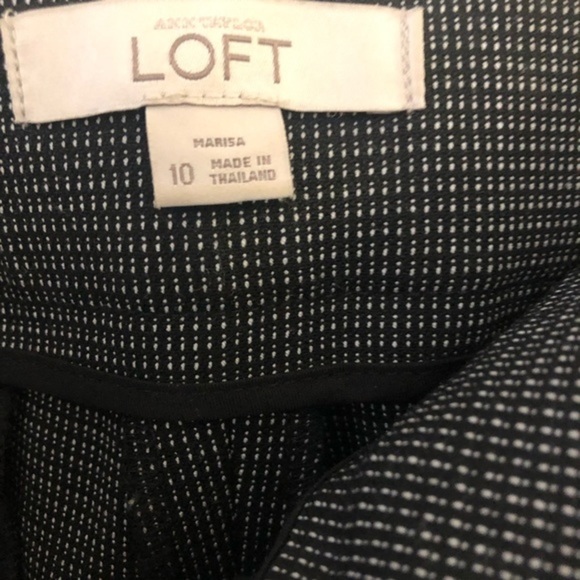 ANN TAYLOR
LOFT
MARISA
10 MADE IN
THAILAND